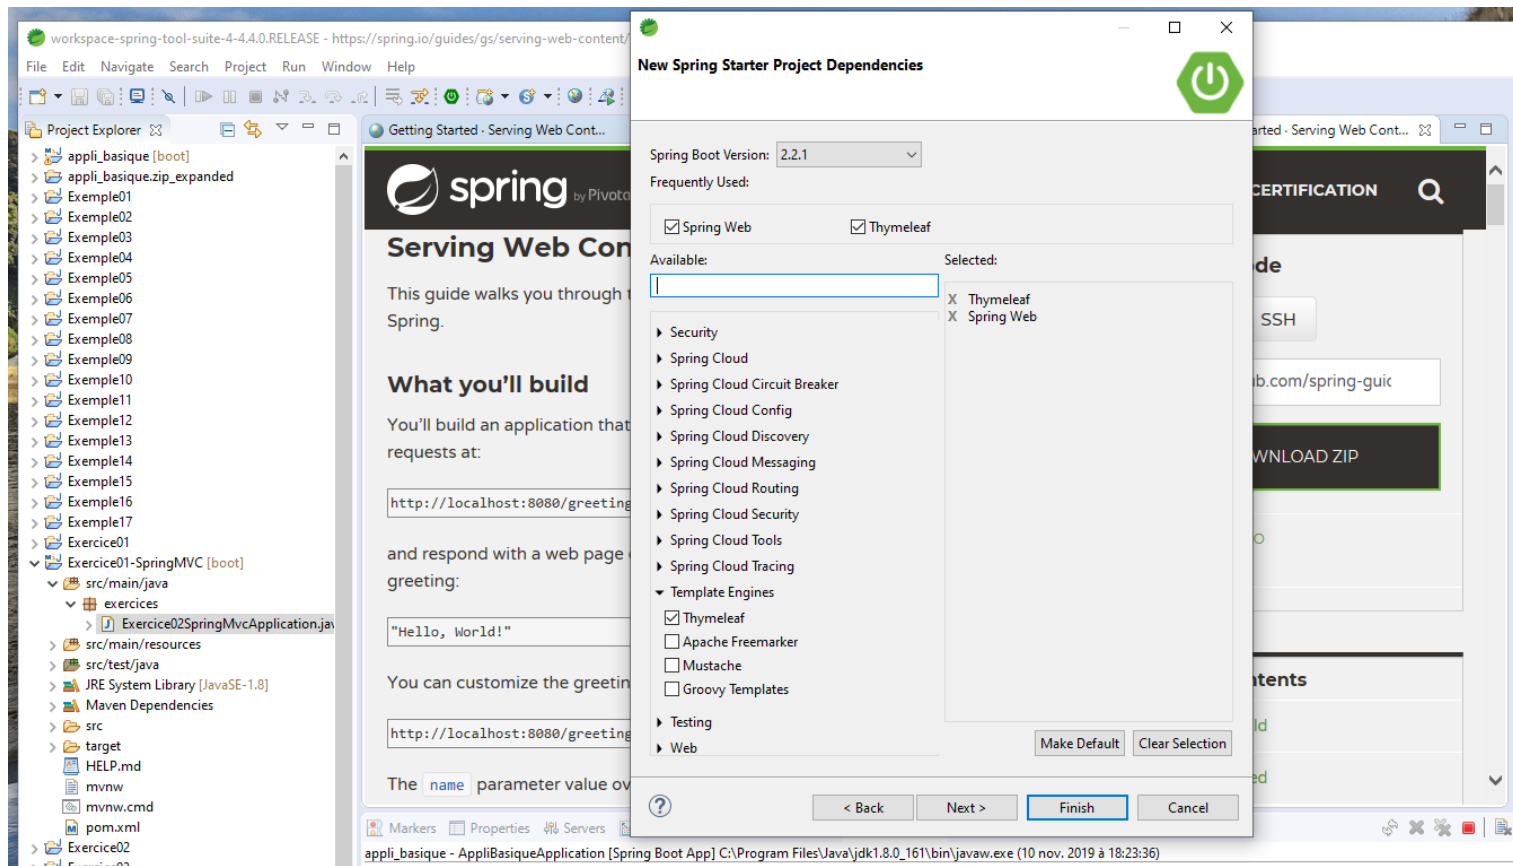 workspace-spring-tool-suite-4-4.4.0.RELEASE - https://spring.io/guides/gs/serving-web-content/
File Edit Navigate Search Project Run Window Help
Project Explorer
appli_basique [boot]
appli_basique.zip_expanded
Exemple01
Exemple02
Exemple03
Exemple04
Exemple05
Exemple06
Exemple07
Exemple08
Exemple09
Exemple10
Exemple11
Exemple12
Exemple13
Exemple14
Exemple15
Exemple16
Exemple17
Exercice01
Exercice01-SpringMVC [boot]
src/main/java
exercices
Exercice02SpringMvcApplication.jav
src/main/resources
src/test/java
JRE System Library [JavaSE-1.8]
Maven Dependencies
src
target
HELP.md
mvnw
mvnw.cmd
pom.xml
Exercice02
Getting Started · Serving Web Cont...
spring by Pivota
Serving Web Con
This guide walks you through
Spring.
What you'll build
You'll build an application that
requests at:
http://localhost:8080/greeting
and respond with a web page
greeting:
"Hello, World!"
You can customize the greetin
http://localhost:8080/greeting
The name parameter value ov
New Spring Starter Project Dependencies
Spring Boot Version: 2.2.1
Frequently Used:
Spring Web Thymeleaf
Available:
Security
Spring Cloud
Spring Cloud Circuit Breaker
Spring Cloud Config
Spring Cloud Discovery
Spring Cloud Messaging
Spring Cloud Routing
Spring Cloud Security
Spring Cloud Tools
Spring Cloud Tracing
Template Engines
Thymeleaf
Apache Freemarker
Mustache
Groovy Templates
Testing
Web
Selected:
X Thymeleaf
X Spring Web
Make Default Clear Selection
< Back Next > Finish Cancel
arted · Serving Web Cont...
CERTIFICATION
de
SSH
ub.com/spring-guic
WNLOAD ZIP
ntents
ld
ed
Markers Properties Servers
appli_basique - AppliBasiqueApplication [Spring Boot App] C:\Program Files\Java\jdk1.8.0_161\bin\javaw.exe (10 nov. 2019 à 18:23:36)